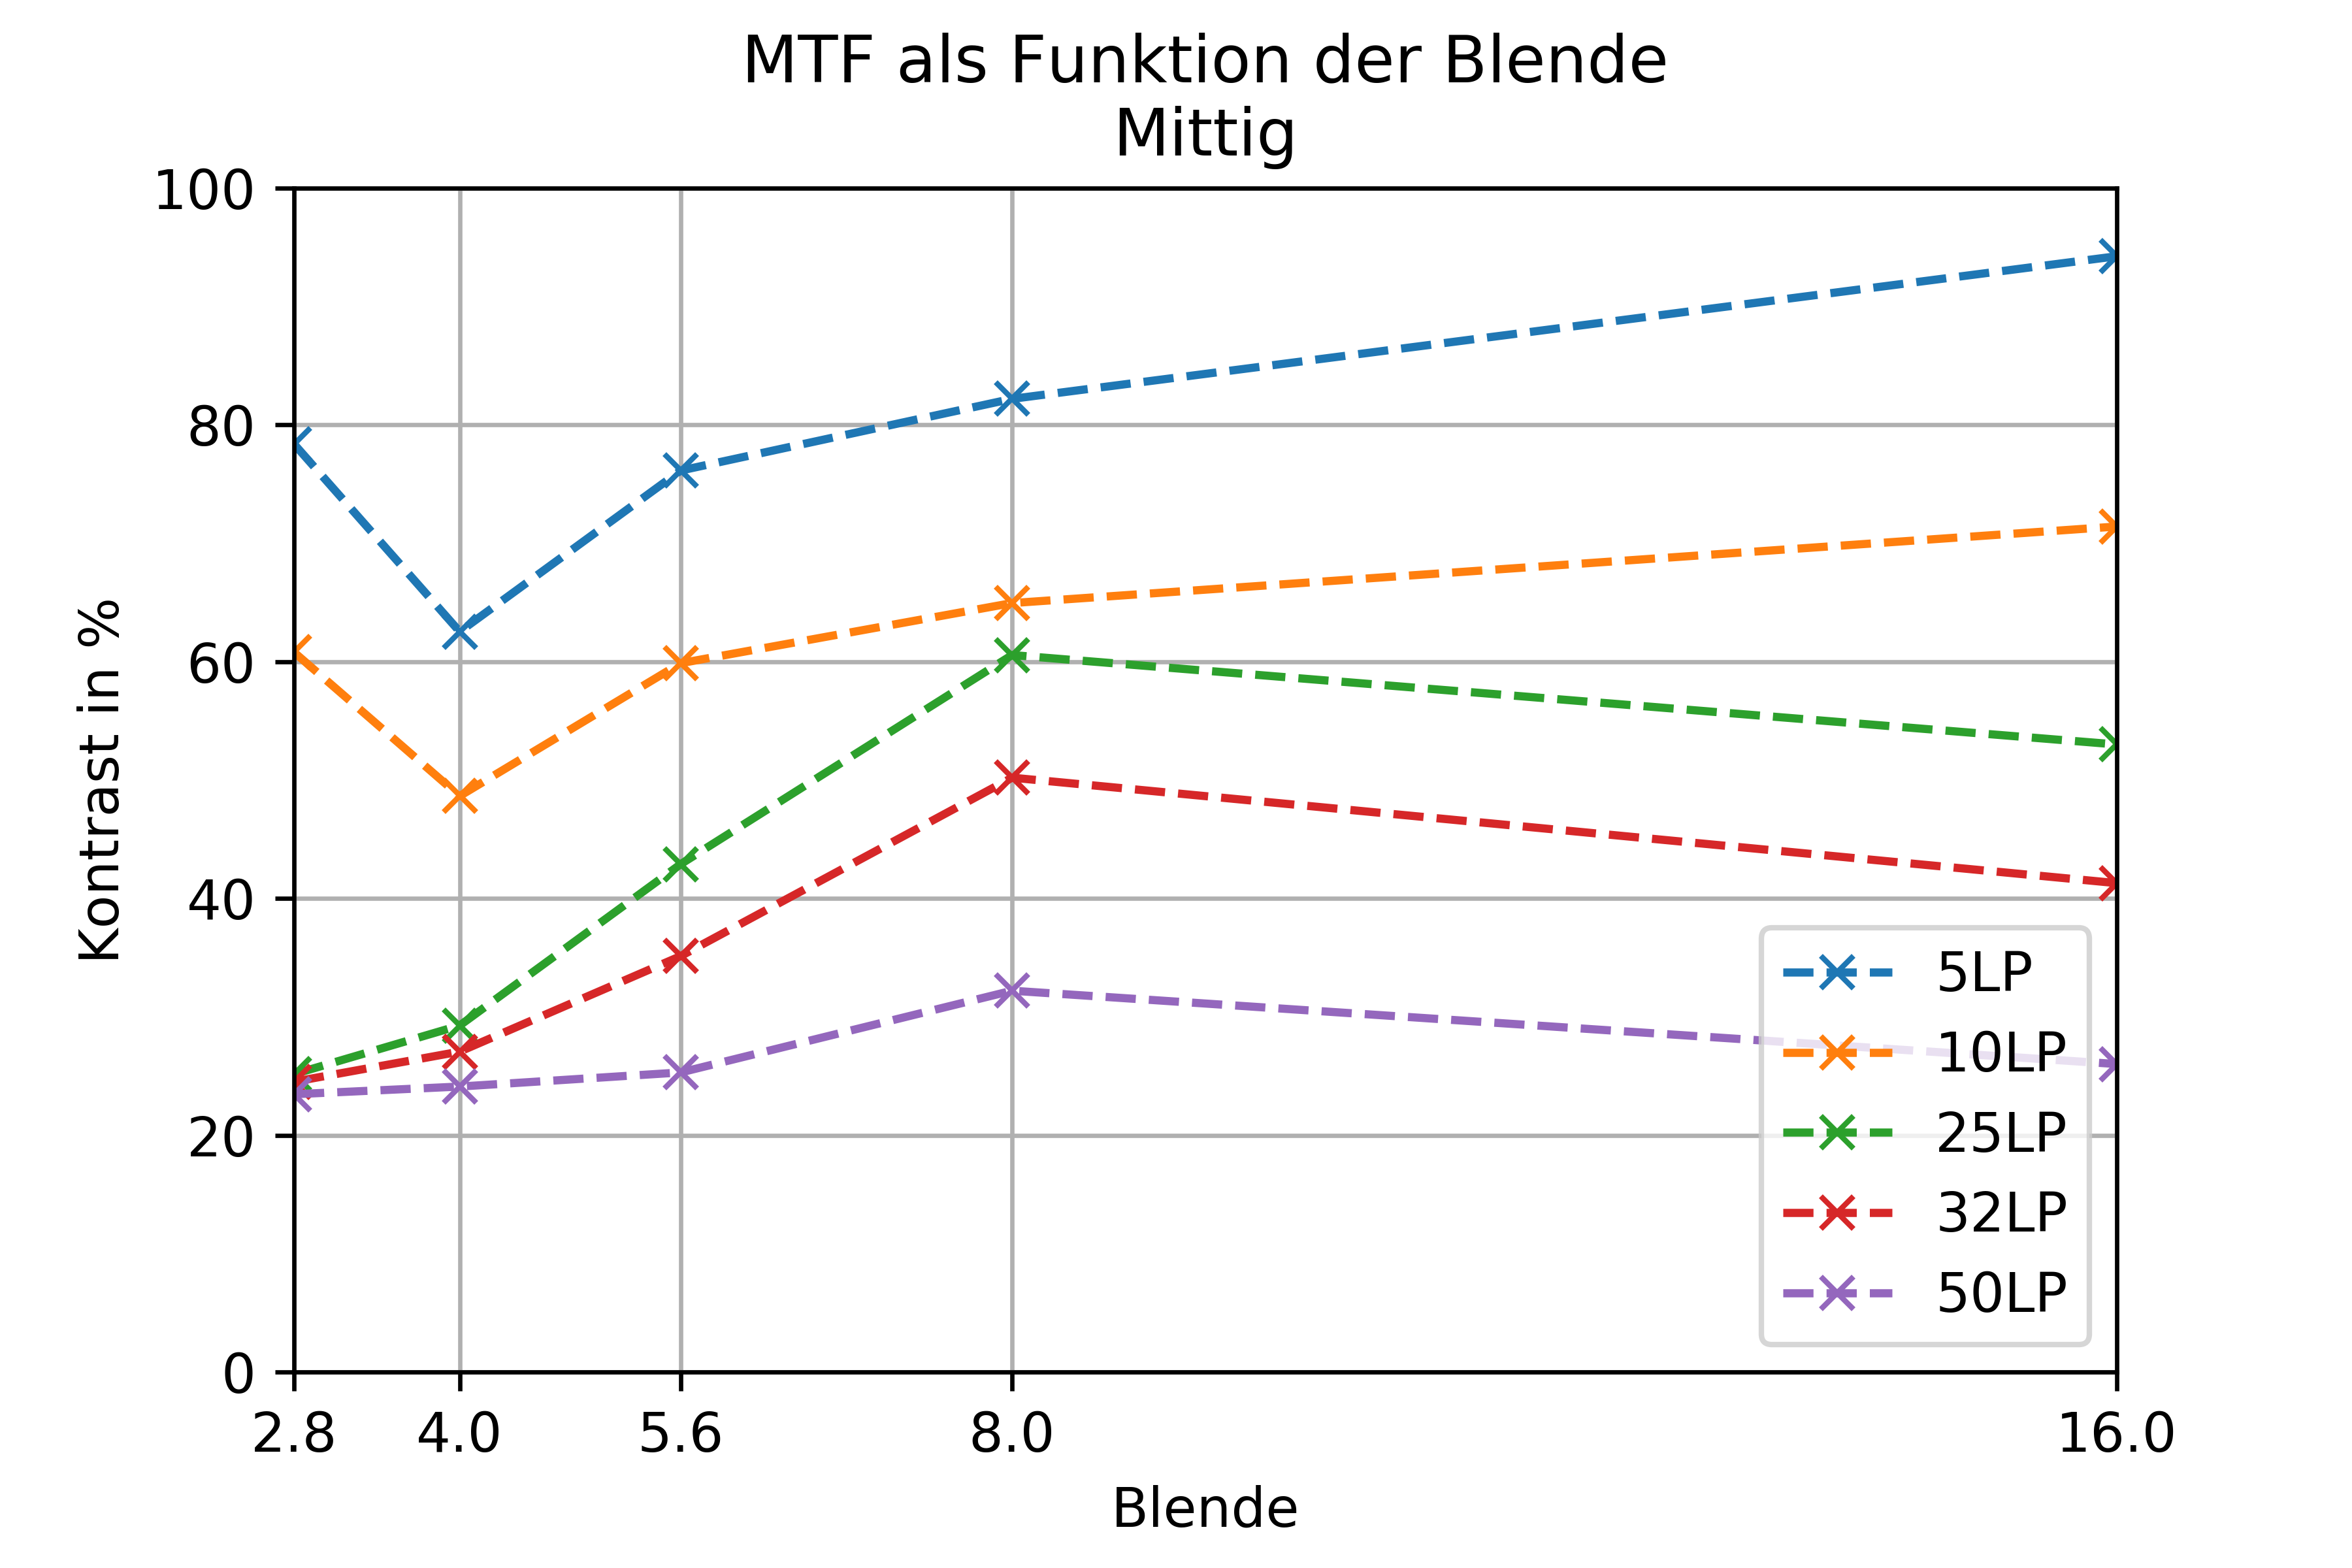 MTF als Funktion der Blende
Mittig
Kontrast in %
100
80
60
40
20
0
2.8 4.0 5.6 8.0 16.0
Blende
5LP
10LP
25LP
32LP
50LP